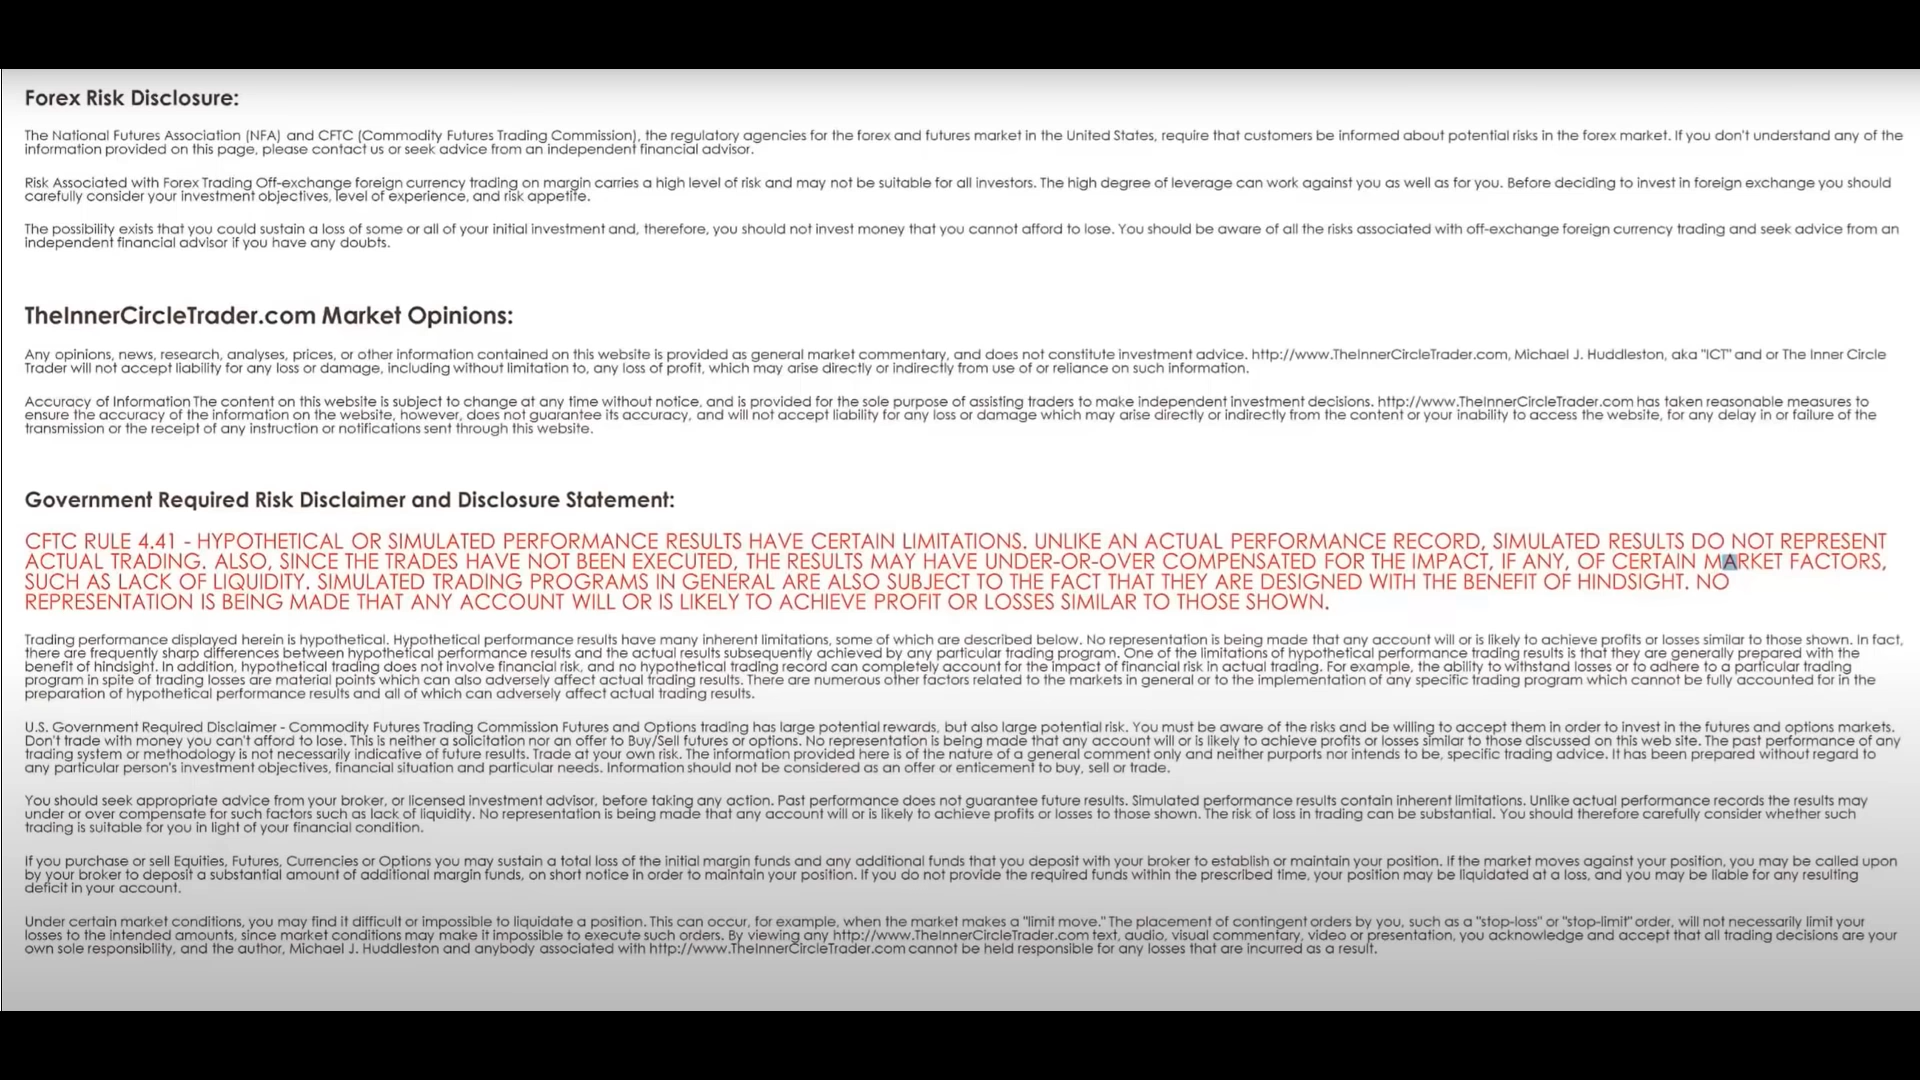 Forex Risk Disclosure:
The National Futures Association (NFA) and CFTC (Commodity Futures Trading Commission), the regulatory agencies for the forex and futures market in the United States, require that customers be informed about potential risks in the forex market. If you don't understand any of the
information provided on this page, please contact us or seek advice from an independent financial advisor.
Risk Associated with Forex Trading Off-exchange foreign currency trading on margin carries a high level of risk and may not be suitable for all investors. The high degree of leverage can work against you as well as for you. Before deciding to invest in foreign exchange you should
carefully consider your investment objectives, level of experience, and risk appetite.
The possibility exists that you could sustain a loss of some or all of your initial investment and, therefore, you should not invest money that you cannot afford to lose. You should be aware of all the risks associated with off-exchange foreign currency trading and seek advice from an
independent financial advisor if you have any doubts.
TheInnerCircleTrader.com Market Opinions:
Any opinions, news, research, analyses, prices, or other information contained on this website is provided as general market commentary, and does not constitute investment advice. http://www.TheInnerCircleTrader.com, Michael J. Huddleston, aka "ICT" and or The Inner Circle
Trader will not accept liability for any loss or damage, including without limitation to, any loss of profit, which may arise directly or indirectly from use of or reliance on such information.
Accuracy of Information The content on this website is subject to change at any time without notice, and is provided for the sole purpose of assisting traders to make independent investment decisions. http://www.TheInnerCircleTrader.com has taken reasonable measures to
ensure the accuracy of the information on the website, however, does not guarantee its accuracy, and will not accept liability for any loss or damage which may arise directly or indirectly from the content or your inability to access the website, for any delay in or failure of the
transmission or the receipt of any instruction or notifications sent through this website.
Government Required Risk Disclaimer and Disclosure Statement:
CFTC RULE 4.41 - HYPOTHETICAL OR SIMULATED PERFORMANCE RESULTS HAVE CERTAIN LIMITATIONS. UNLIKE AN ACTUAL PERFORMANCE RECORD, SIMULATED RESULTS DO NOT REPRESENT
ACTUAL TRADING. ALSO, SINCE THE TRADES HAVE NOT BEEN EXECUTED, THE RESULTS MAY HAVE UNDER-OR-OVER COMPENSATED FOR THE IMPACT, IF ANY, OF CERTAIN MARKET FACTORS,
SUCH AS LACK OF LIQUIDITY. SIMULATED TRADING PROGRAMS IN GENERAL ARE ALSO SUBJECT TO THE FACT THAT THEY ARE DESIGNED WITH THE BENEFIT OF HINDSIGHT. NO
REPRESENTATION IS BEING MADE THAT ANY ACCOUNT WILL OR IS LIKELY TO ACHIEVE PROFIT OR LOSSES SIMILAR TO THOSE SHOWN.
Trading performance displayed herein is hypothetical. Hypothetical performance results have many inherent limitations, some of which are described below. No representation is being made that any account will or is likely to achieve profits or losses similar to those shown. In fact,
there are frequently sharp differences between hypothetical performance results and the actual results subsequently achieved by any particular trading program. One of the limitations of hypothetical performance trading results is that they are generally prepared with the
benefit of hindsight. In addition, hypothetical trading does not involve financial risk, and no hypothetical trading record can completely account for the impact of financial risk in actual trading. For example, the ability to withstand losses or to adhere to a particular trading
program in spite of trading losses are material points which can also adversely affect actual trading results. There are numerous other factors related to the markets in general or to the implementation of any specific trading program which cannot be fully accounted for in the
preparation of hypothetical performance results and all of which can adversely affect actual trading results.
U.S. Government Required Disclaimer - Commodity Futures Trading Commission Futures and Options trading has large potential rewards, but also large potential risk. You must be aware of the risks and be willing to accept them in order to invest in the futures and options markets.
Don't trade with money you can't afford to lose. This is neither a solicitation nor an offer to Buy/Sell futures or options. No representation is being made that any account will or is likely to achieve profits or losses similar to those discussed on this web site. The past performance of any
trading system or methodology is not necessarily indicative of future results. Trade at your own risk. The information provided here is of the nature of a general comment only and neither purports nor intends to be, specific trading advice. It has been prepared without regard to
any particular person's investment objectives, financial situation and particular needs. Information should not be considered as an offer or enticement to buy, sell or trade.
You should seek appropriate advice from your broker, or licensed investment advisor, before taking any action. Past performance does not guarantee future results. Simulated performance results contain inherent limitations. Unlike actual performance records the results may
under or over compensate for such factors such as lack of liquidity. No representation is being made that any account will or is likely to achieve profits or losses to those shown. The risk of loss in trading can be substantial. You should therefore carefully consider whether such
trading is suitable for you in light of your financial condition.
If you purchase or sell Equities, Futures, Currencies or Options you may sustain a total loss of the initial margin funds and any additional funds that you deposit with your broker to establish or maintain your position. If the market moves against your position, you may be called upon
by your broker to deposit a substantial amount of additional margin funds, on short notice in order to maintain your position. If you do not provide the required funds within the prescribed time, your position may be liquidated at a loss, and you may be liable for any resulting
deficit in your account.
Under certain market conditions, you may find it difficult or impossible to liquidate a position. This can occur, for example, when the market makes a "limit move." The placement of contingent orders by you, such as a "stop-loss" or "stop-limit" order, will not necessarily limit your
losses to the intended amounts, since market conditions may make it impossible to execute such orders. By viewing any http://www.TheInnerCircleTrader.com text, audio, visual commentary, video or presentation, you acknowledge and accept that all trading decisions are your
own sole responsibility, and the author, Michael J. Huddleston and anybody associated with http://www.TheInnerCircleTrader.com cannot be held responsible for any losses that are incurred as a result.